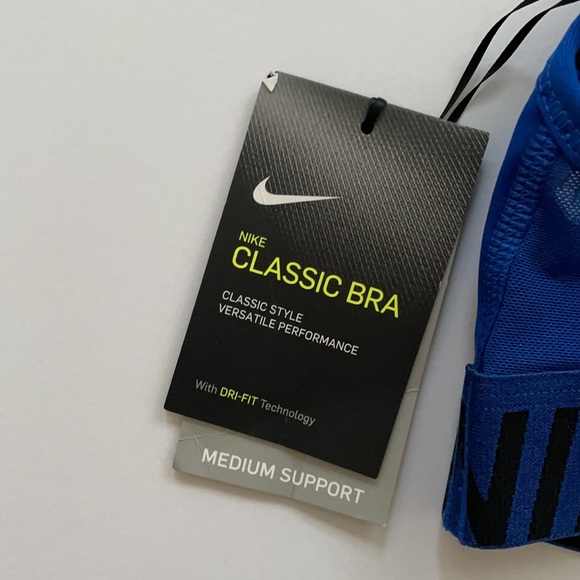 NIKE
CLASSIC BRA
CLASSIC STYLE
VERSATILE PERFORMANCE
With DRI-FIT Technology
MEDIUM SUPPORT